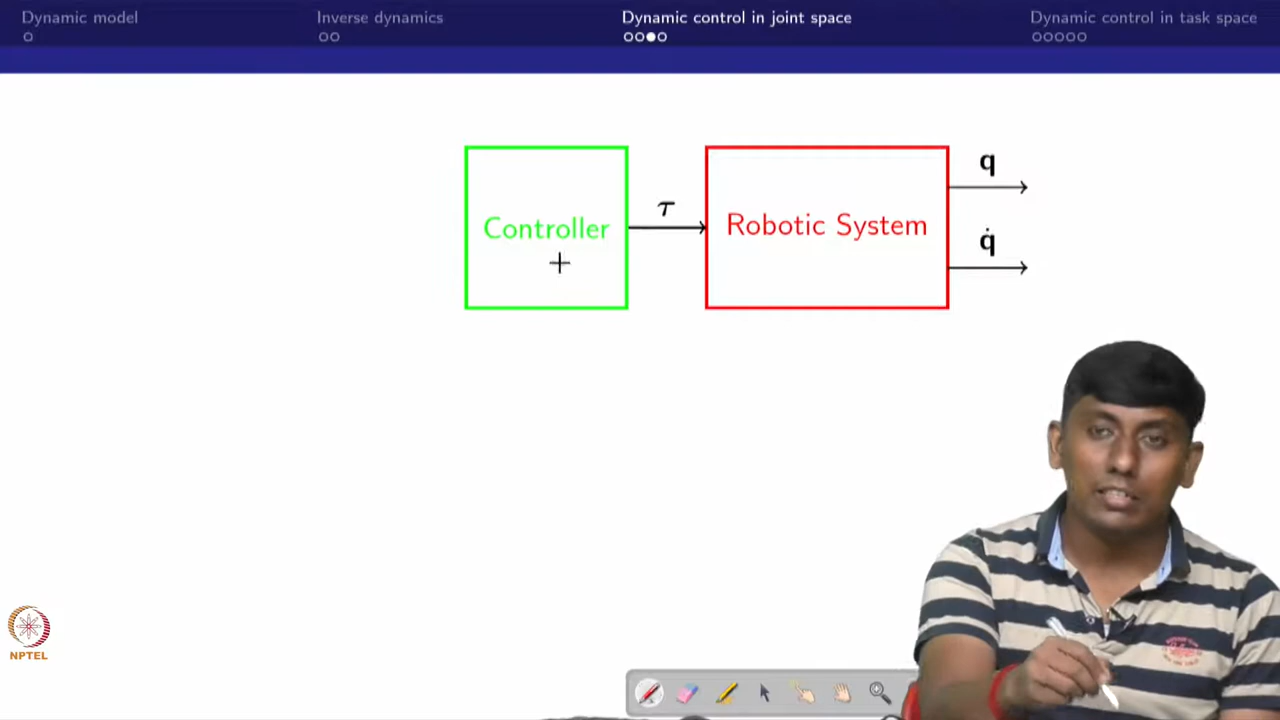 Dynamic model
Inverse dynamics
Dynamic control in joint space
Dynamic control in task space
Controller
τ
Robotic System
q
q̇
NPTEL